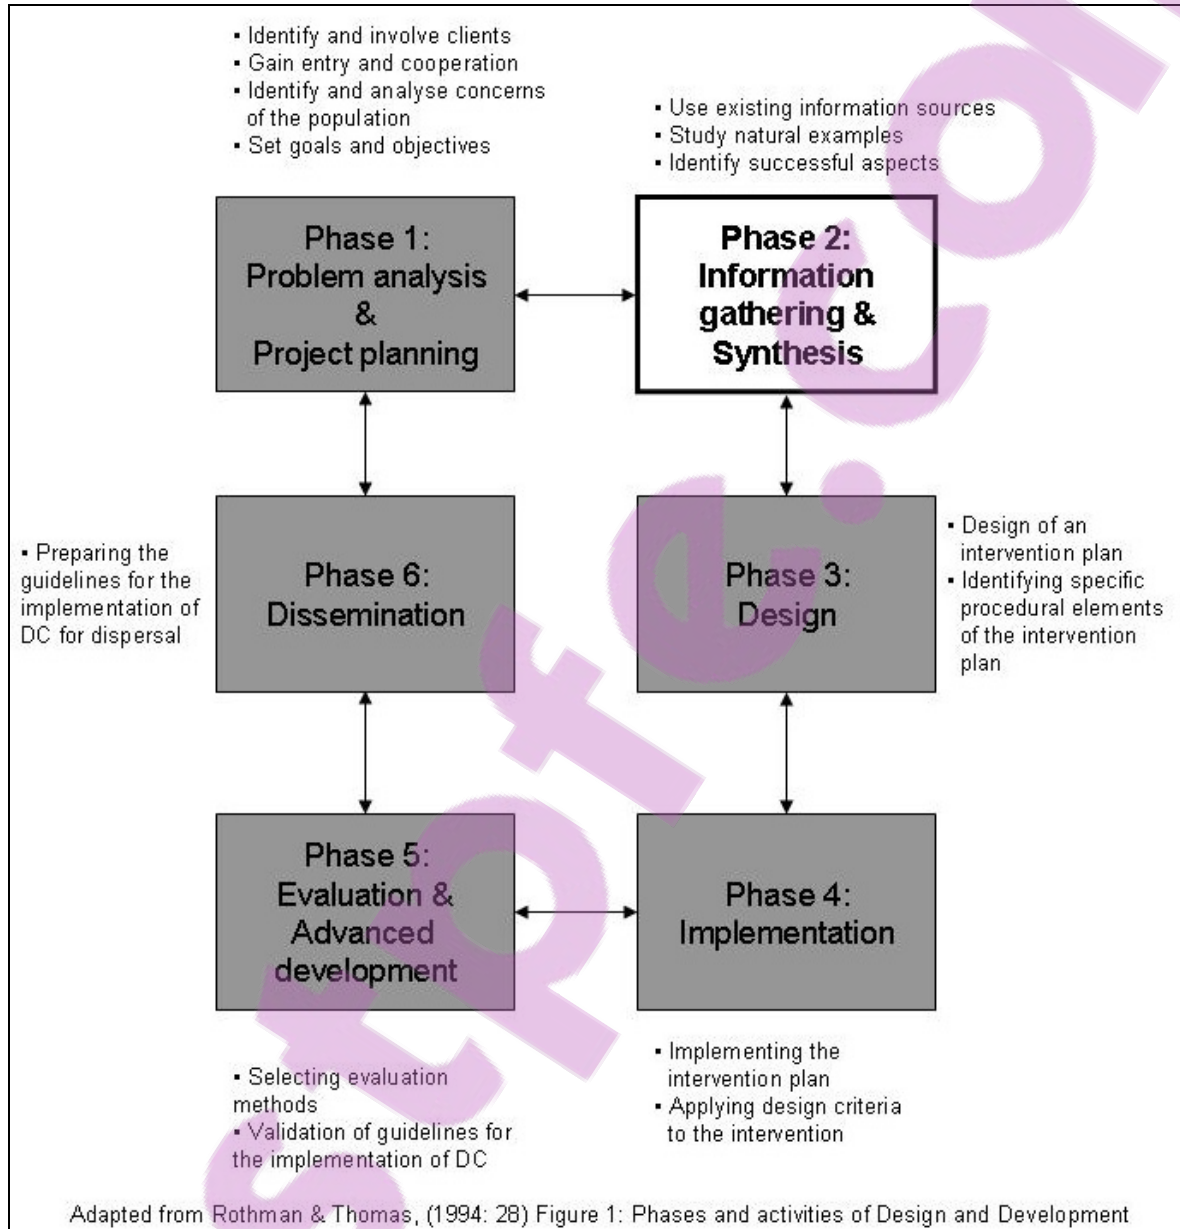 ▪ Identify and involve clients
▪ Gain entry and cooperation
▪ Identify and analyse concerns
of the population
▪ Set goals and objectives
▪ Use existing information sources
▪ Study natural examples
▪ Identify successful aspects
Phase 1:
Problem analysis
&
Project planning
Phase 2:
Information
gathering &
Synthesis
▪ Preparing the
guidelines for the
implementation of
DC for dispersal
Phase 6:
Dissemination
Phase 3:
Design
▪ Design of an
intervention plan
▪ Identifying specific
procedural elements
of the intervention
plan
Phase 5:
Evaluation &
Advanced
development
Phase 4:
Implementation
▪ Selecting evaluation
methods
▪ Validation of guidelines for
the implementation of DC
▪ Implementing the
intervention plan
▪ Applying design criteria
to the intervention
Adapted from Rothman & Thomas, (1994: 28) Figure 1: Phases and activities of Design and Development
stpfe.com